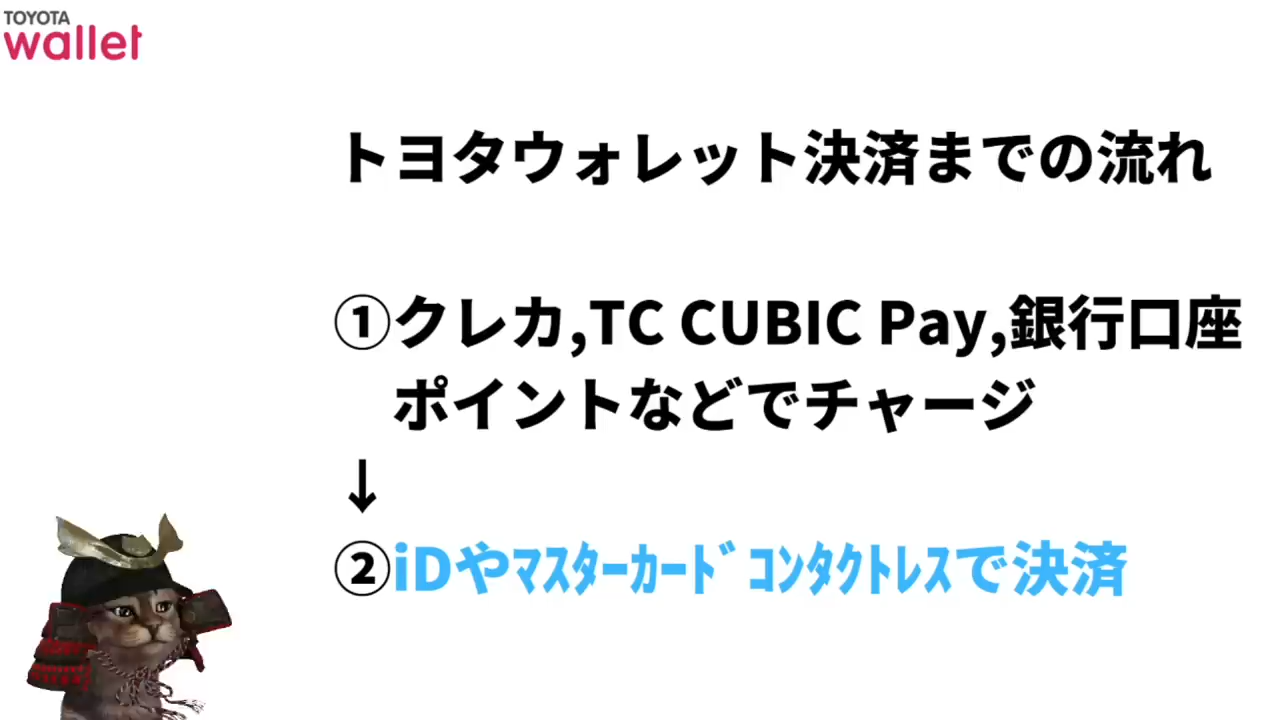 TOYOTA
wallet
トヨタウォレット決済までの流れ
①クレカ,TC CUBIC Pay,銀行口座
ポイントなどでチャージ
↓
②iDやﾏｽﾀｰｶｰﾄﾞｺﾝﾀｸﾄﾚｽで決済